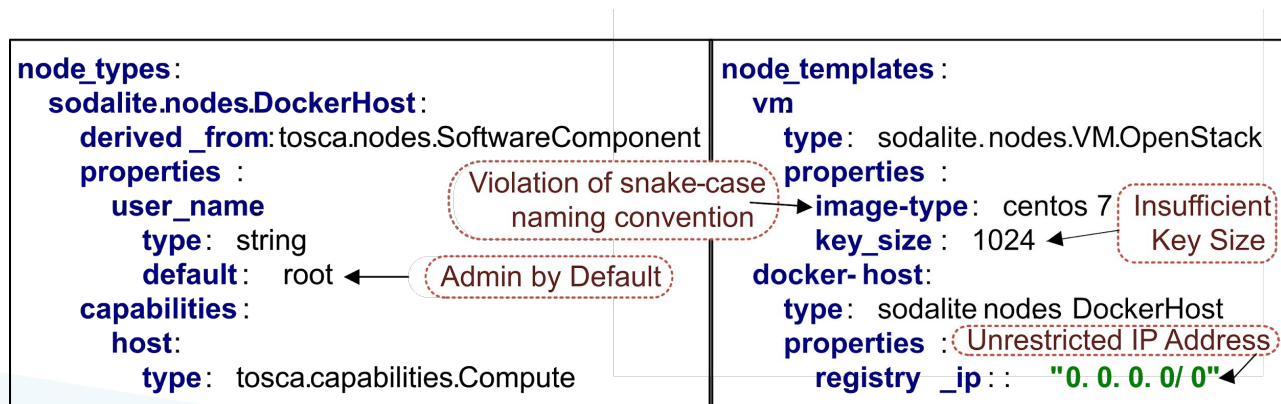 node_types:
sodalite.nodes.DockerHost:
derived _from: tosca.nodes.SoftwareComponent
properties :
user_name
type: string
default: root
Admin by Default
capabilities:
host:
type: tosca.capabilities.Compute
node_templates :
vm
type: sodalite. nodes.VM.OpenStack
properties :
Violation of snake-case
naming convention
image-type: centos 7
key_size : 1024
Insufficient
Key Size
docker- host:
type: sodalite nodes DockerHost
properties :
Unrestricted IP Address
registry _ip: : "0. 0. 0. 0/ 0"